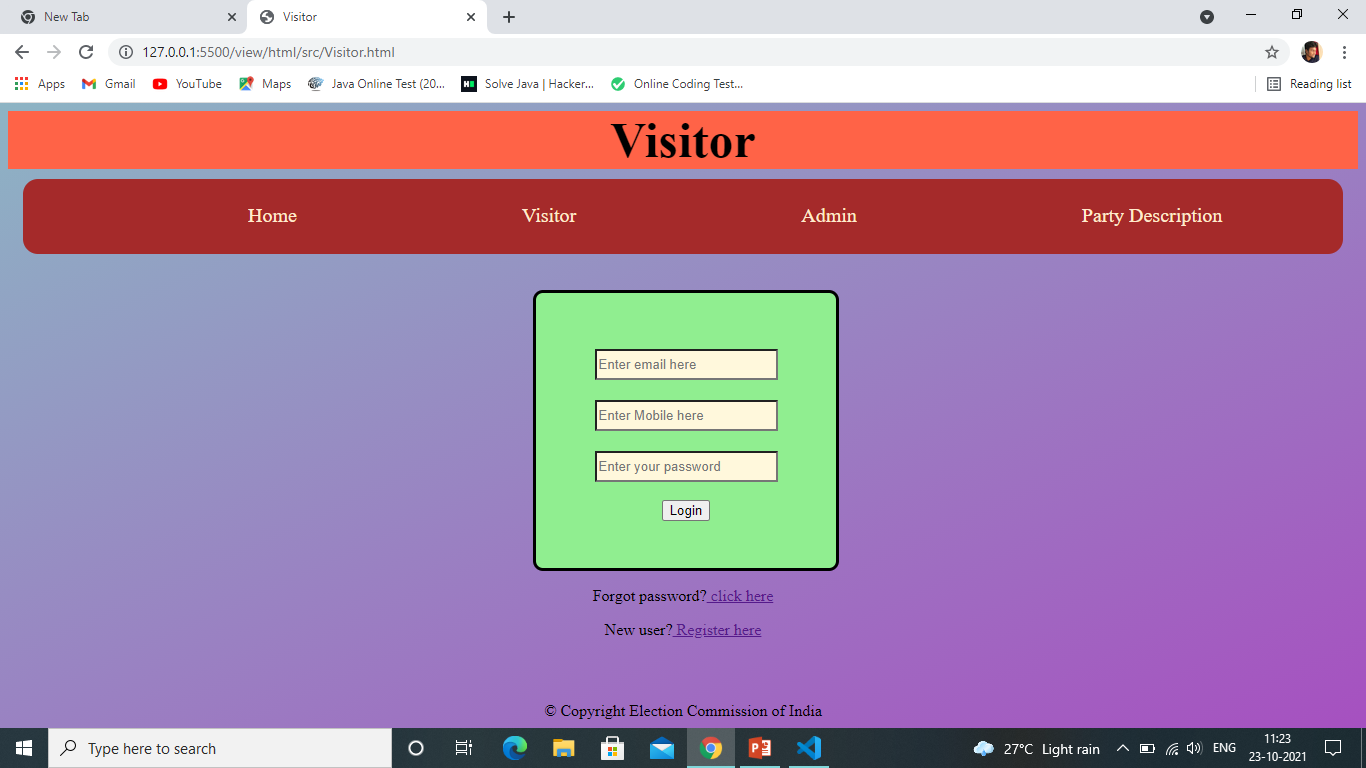 New Tab
Visitor
127.0.0.1:5500/view/html/src/Visitor.html
Apps Gmail YouTube Maps Java Online Test (20... Solve Java | Hacker... Online Coding Test... Reading list
Visitor
Home Visitor Admin Party Description
Enter email here
Enter Mobile here
Enter your password
Login
Forgot password? click here
New user? Register here
© Copyright Election Commission of India
Type here to search
27°C Light rain
ENG
11:23
23-10-2021